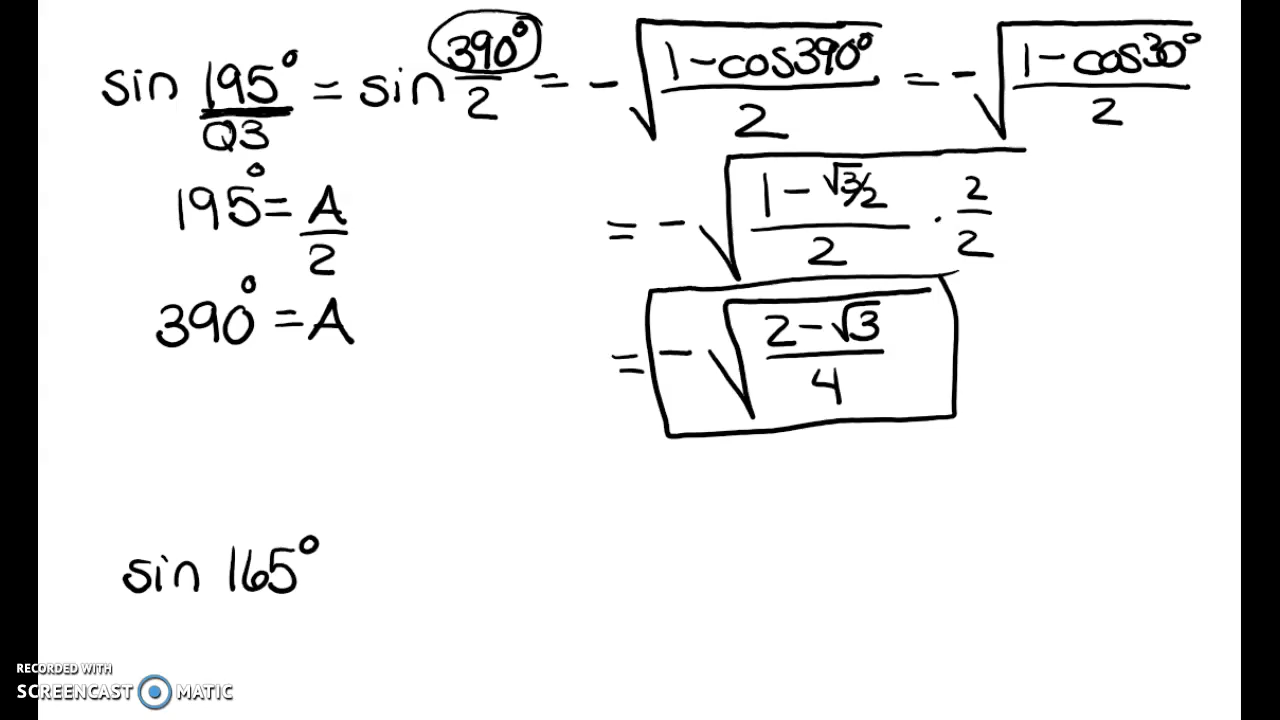 sin 195° = sin 390°/2 = -√((1-cos390°)/2) = -√((1-cos30°)/2)
Q3
195° = A/2
= -√((1-√3/2)/2 · 2/2)
390° = A
= -√((2-√3)/4)
sin 165°
RECORDED WITH
SCREENCAST MATIC